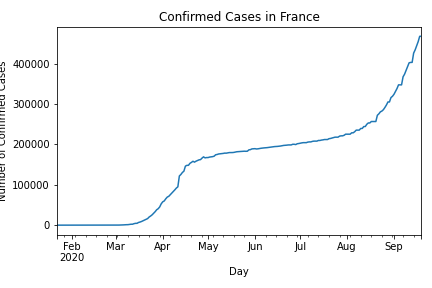 Confirmed Cases in France
Number of Confirmed Cases
400000
300000
200000
100000
0
Feb
2020
Mar
Apr
May
Jun
Jul
Aug
Sep
Day